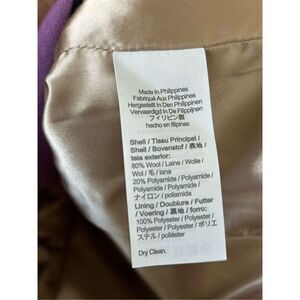 Made In Philippines
Fabriqué Aux Philippines
Hergestellt In Den Philippinen
Vervaardigd In De Filippijnen
フィリピン製
hecho en filipinas
Shell / Tissu Principal /
Shell / Bovenstof / 表地 /
tela exterior:
80% Wool / Laine / Wolle /
Wol / 毛 / lana
20% Polyamide / Polyamide /
Polyamide / Polyamide /
ナイロン / poliamida
Lining / Doublure / Futter
/ Voering / 裏地 / forro:
100% Polyester / Polyester /
Polyester / Polyester / ポリエ
ステル / poliéster
Dry Clean.